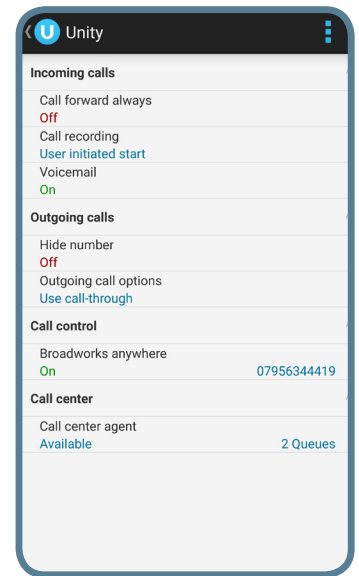 U Unity
Incoming calls
Call forward always
Off
Call recording
User initiated start
Voicemail
On
Outgoing calls
Hide number
Off
Outgoing call options
Use call-through
Call control
Broadworks anywhere
On 07956344419
Call center
Call center agent
Available 2 Queues